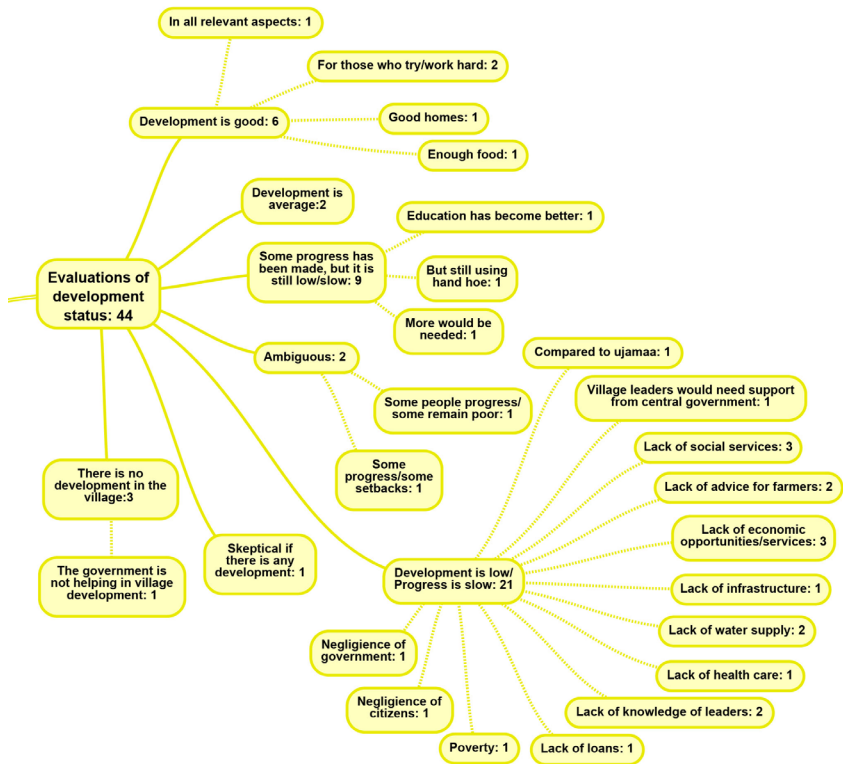 In all relevant aspects: 1
For those who try/work hard: 2
Development is good: 6
Good homes: 1
Enough food: 1
Development is
average:2
Education has become better: 1
Some progress has
been made, but it is
still low/slow: 9
But still using
hand hoe: 1
More would be
needed: 1
Evaluations of
development
status: 44
Ambiguous: 2
Some people progress/
some remain poor: 1
Some
progress/some
setbacks: 1
There is no
development in the
village:3
The government is
not helping in village
development: 1
Skeptical if
there is any
development: 1
Development is low/
Progress is slow: 21
Compared to ujamaa: 1
Village leaders would need support
from central government: 1
Lack of social services: 3
Lack of advice for farmers: 2
Lack of economic
opportunities/services: 3
Lack of infrastructure: 1
Lack of water supply: 2
Lack of health care: 1
Lack of knowledge of leaders: 2
Lack of loans: 1
Poverty: 1
Negligience of
citizens: 1
Negligience of
government: 1